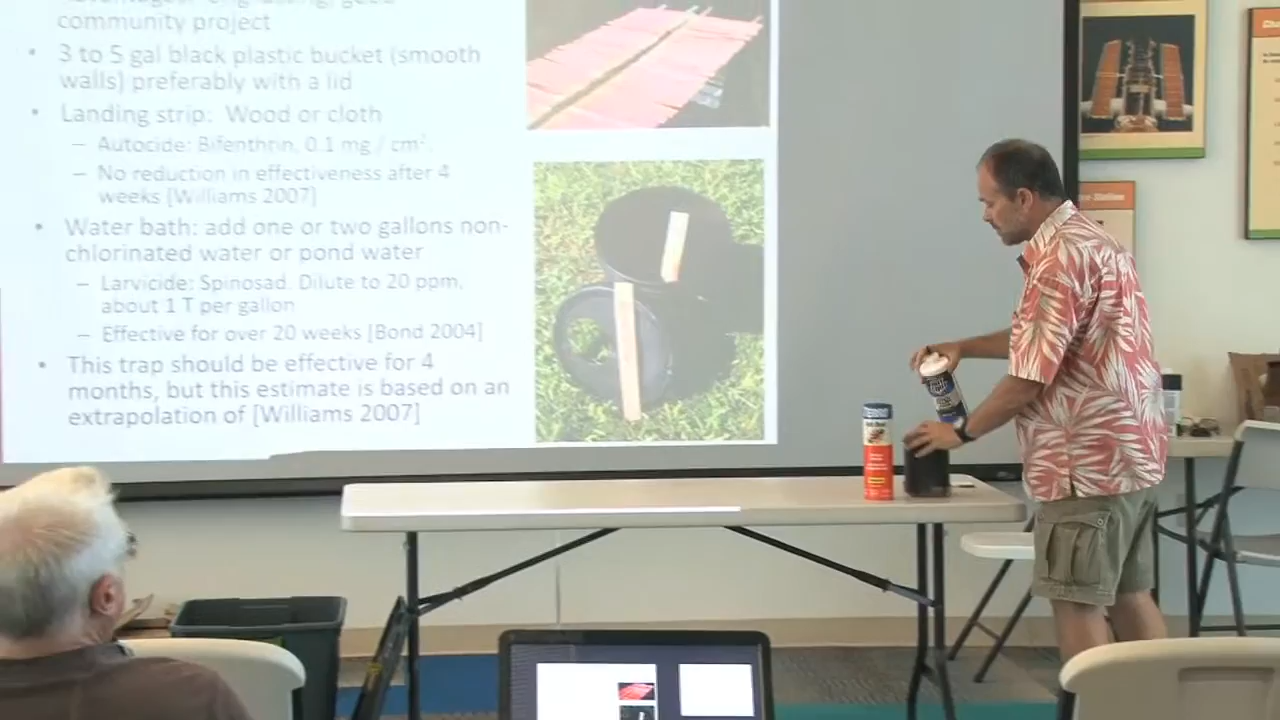 community project
• 3 to 5 gal black plastic bucket (smooth
walls) preferably with a lid
• Landing strip: Wood or cloth
– Autocide: Bifenthrin, 0.1 mg / cm².
– No reduction in effectiveness after 4
weeks [Williams 2007]
• Water bath: add one or two gallons non-
chlorinated water or pond water
– Larvicide: Spinosad. Dilute to 20 ppm,
about 1 T per gallon
– Effective for over 20 weeks [Bond 2004]
• This trap should be effective for 4
months, but this estimate is based on an
extrapolation of [Williams 2007]